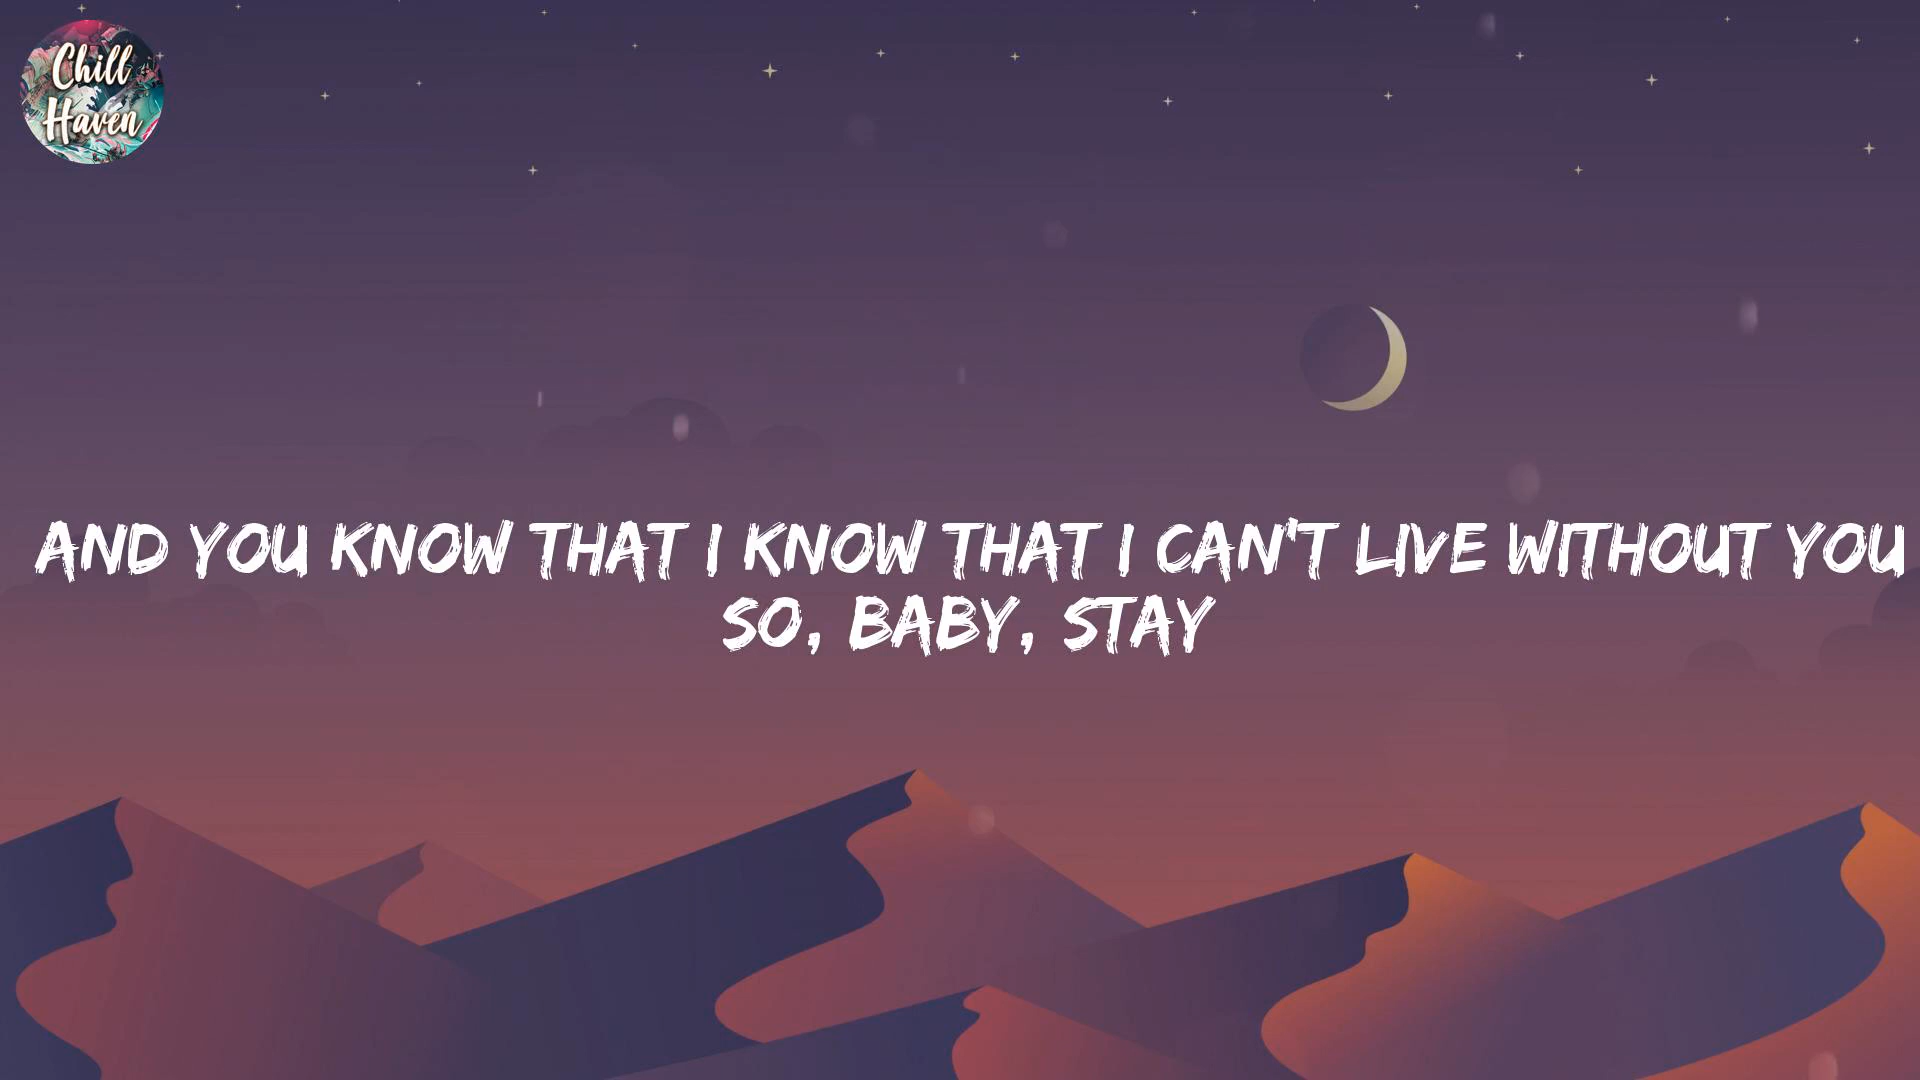 Chill
Haven
AND YOU KNOW THAT I KNOW THAT I CAN'T LIVE WITHOUT YOU
SO, BABY, STAY